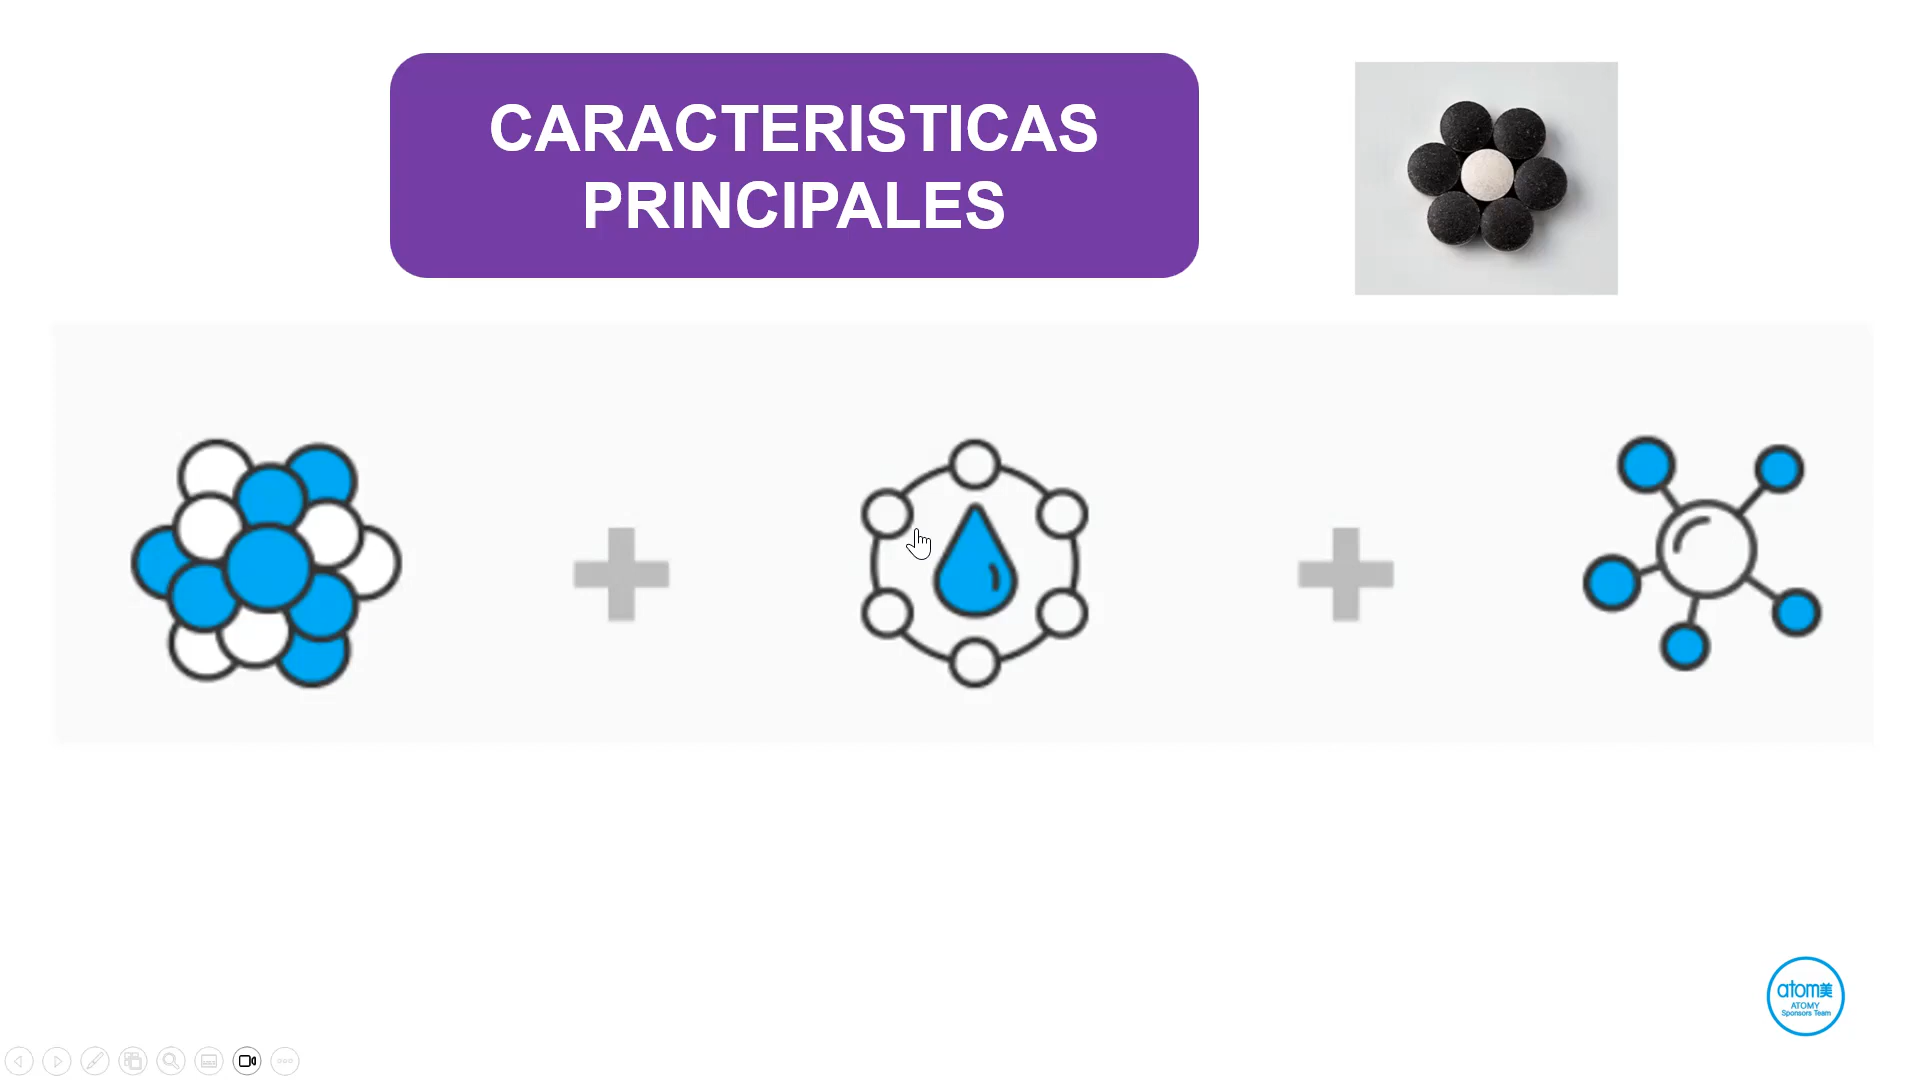 CARACTERISTICAS
PRINCIPALES
atom美
ATOMY
Sponsors Team